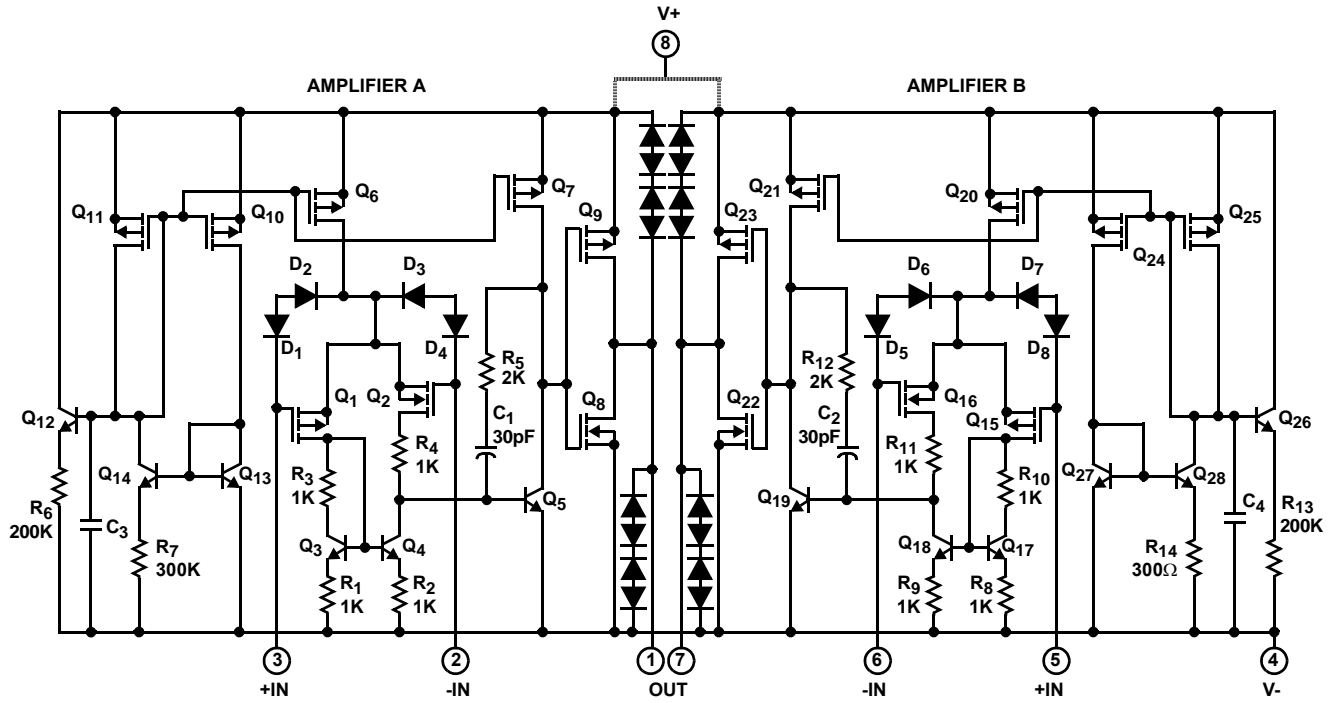 V+
8
AMPLIFIER A
AMPLIFIER B
Q6
Q7
Q21
Q20
Q11
Q10
Q9
Q23
Q24
Q25
D2
D3
D6
D7
D1
D4
D5
D8
R5
2K
R12
2K
Q1
Q2
Q16
Q15
C1
30pF
Q8
Q22
C2
30pF
Q12
Q26
R4
1K
R11
1K
Q14
Q13
R3
1K
R10
1K
Q27
Q28
R6
200K
C3
Q5
Q19
C4
R13
200K
R7
300K
Q3
Q4
Q18
Q17
R14
300Ω
R1
1K
R2
1K
R9
1K
R8
1K
3
2
1
7
6
5
4
+IN
-IN
OUT
-IN
+IN
V-